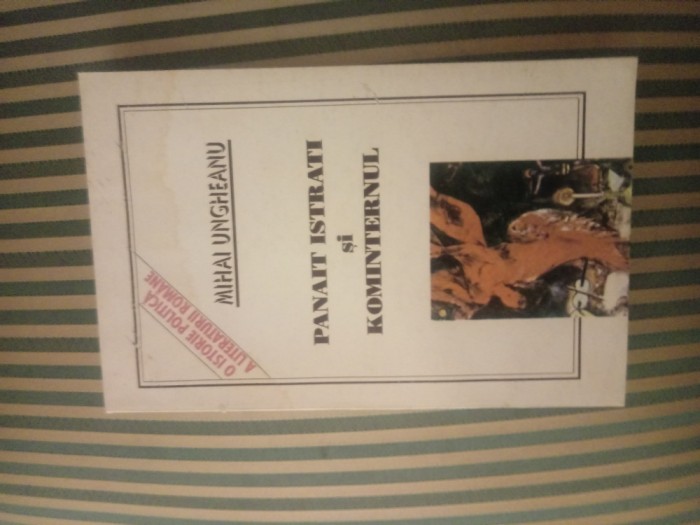 O ISTORIE POLITICĂ
A LITERATURII ROMÂNE
MIHAI UNGHEANU
PANAIT ISTRATI
și
KOMINTERNUL